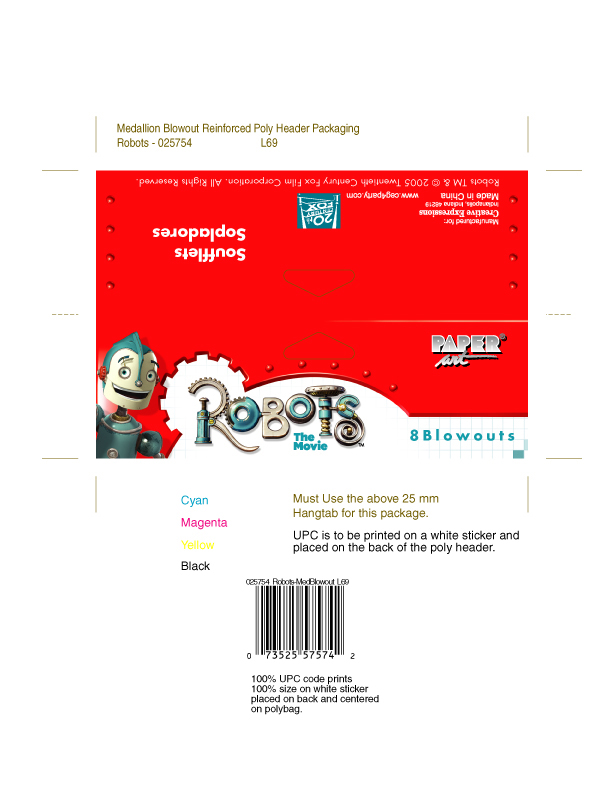 Medallion Blowout Reinforced Poly Header Packaging
Robots - 025754 L69
Robots TM & © 2005 Twentieth Century Fox Film Corporation. All Rights Reserved.
Manufactured for:
Creative Expressions
Indianapolis, Indiana 46219
Made in China www.ceg4party.com
20TH
CENTURY
FOX
Soufflets
Sopladores
PAPER®
art
ROBOTS™
The
Movie
8 Blowouts
Cyan
Magenta
Yellow
Black
Must Use the above 25 mm
Hangtab for this package.
UPC is to be printed on a white sticker and
placed on the back of the poly header.
025754 Robots-MedBlowout L69
0 73525 57574 2
100% UPC code prints
100% size on white sticker
placed on back and centered
on polybag.